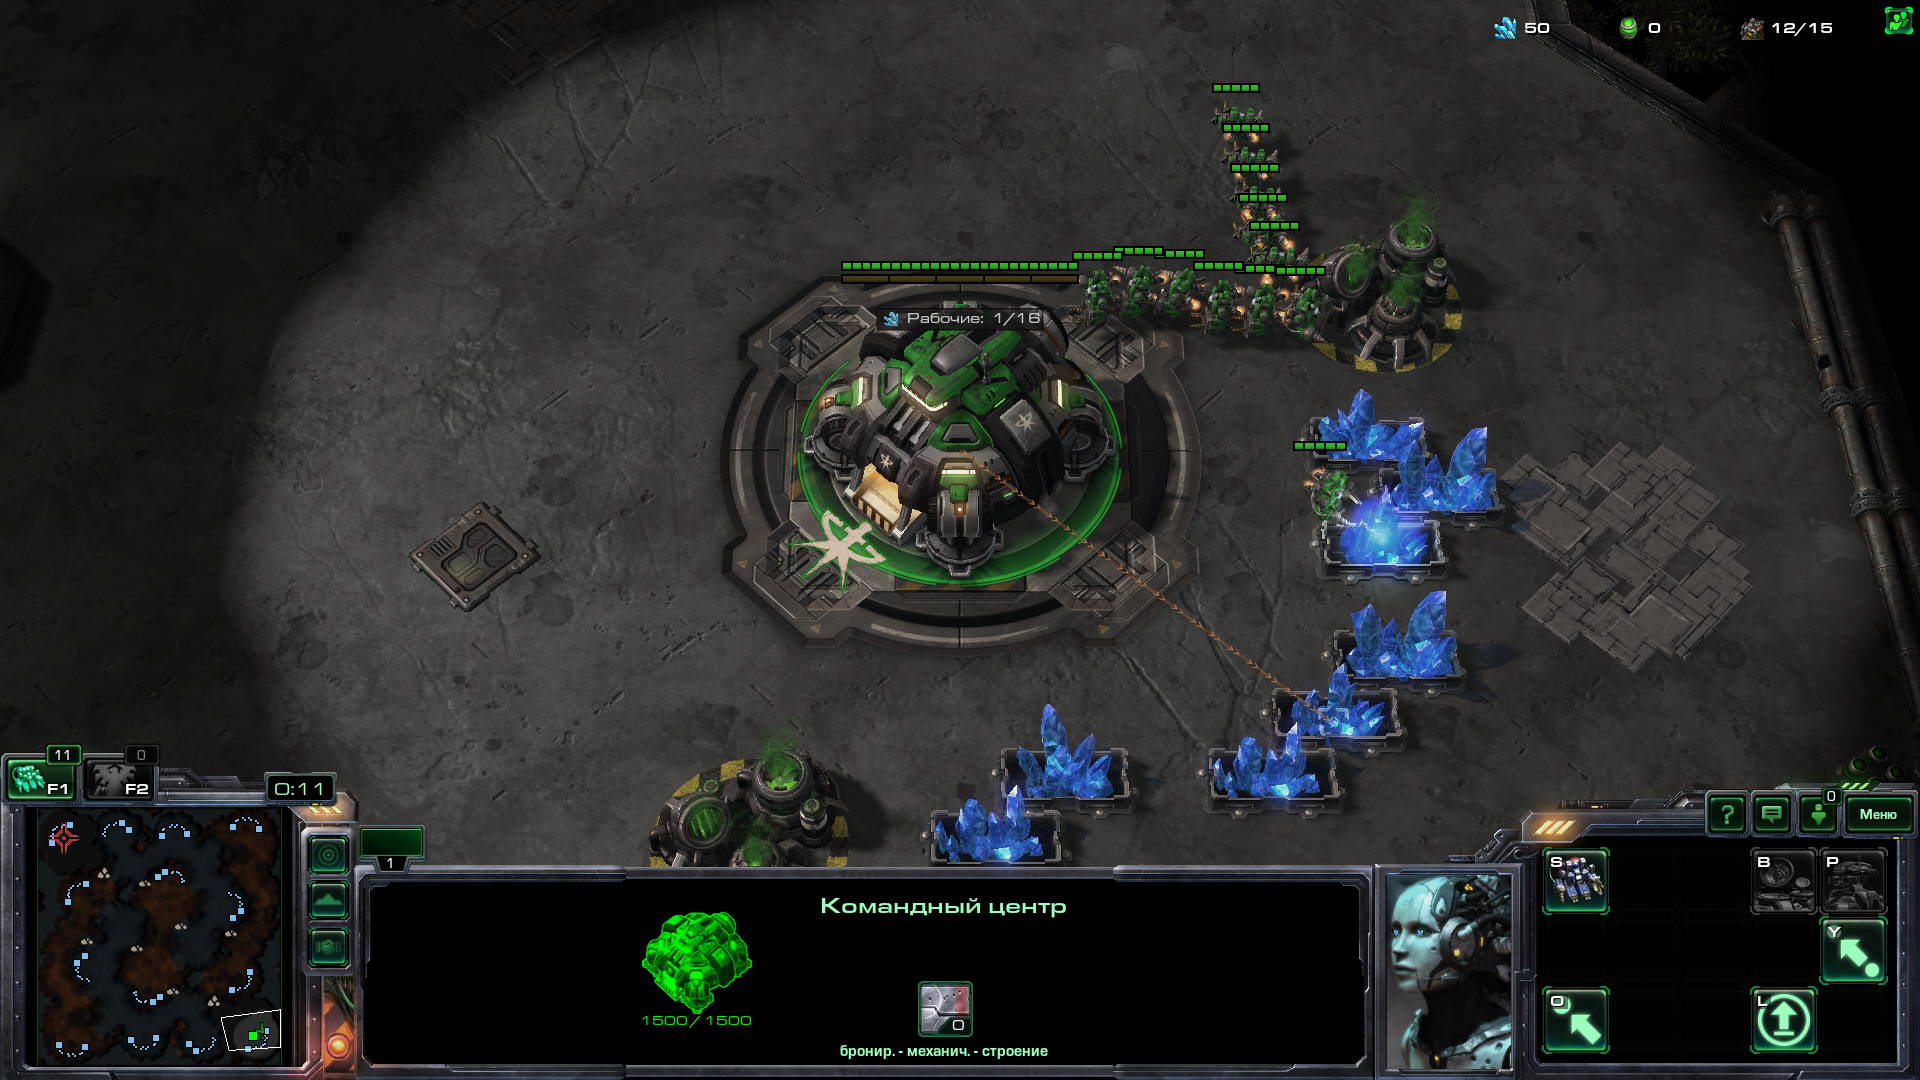 50
0
12/15
Рабочие: 1/16
11
0
F1
F2
0:11
1
Командный центр
1500/1500
0
бронир. - механич. - строение
?
0
Меню
S
B
P
Y
O
L